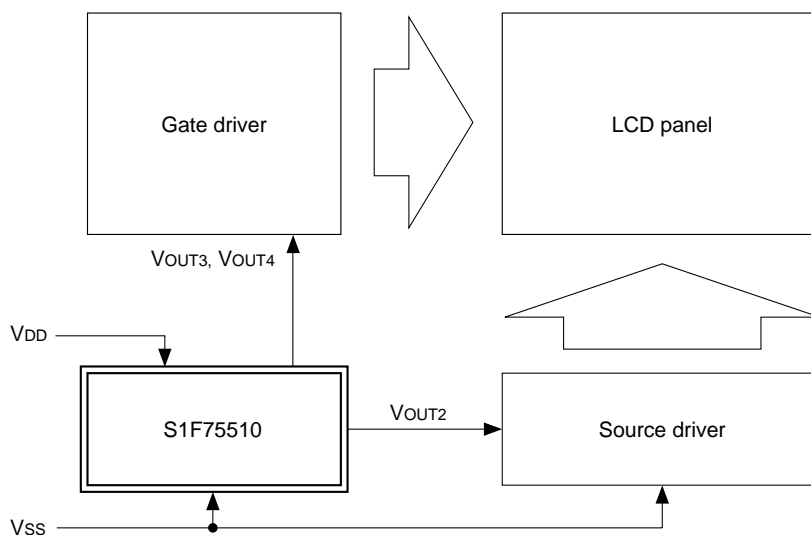 Gate driver
LCD panel
VOUT3, VOUT4
VDD
S1F75510
VOUT2
Source driver
VSS